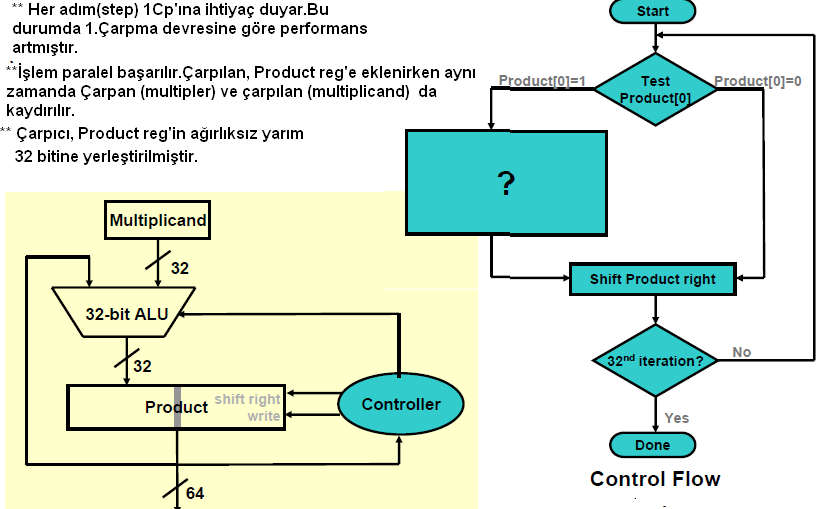 ** Her adım(step) 1Cp'ına ihtiyaç duyar.Bu
durumda 1.Çarpma devresine göre performans
artmıştır.
**İşlem paralel başarılır.Çarpılan, Product reg'e eklenirken aynı
zamanda Çarpan (multipler) ve çarpılan (multiplicand) da
kaydırılır.
** Çarpıcı, Product reg'in ağırlıksız yarım
32 bitine yerleştirilmiştir.
Multiplicand
32
32-bit ALU
32
Product
shift right
write
Controller
64
Start
Product[0]=1
Test
Product[0]
Product[0]=0
?
Shift Product right
32nd iteration?
No
Yes
Done
Control Flow